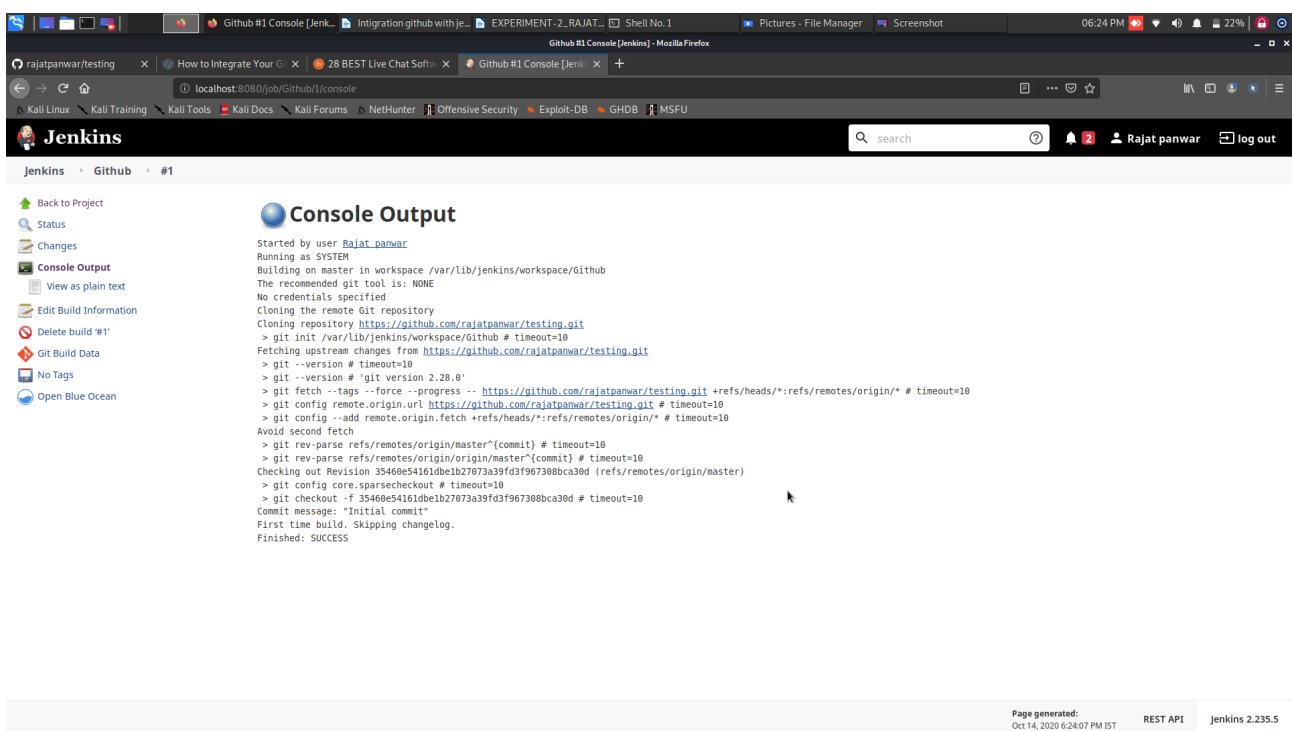 Github #1 Console [Jenk... Intigration github with je... EXPERIMENT-2_RAJAT... Shell No. 1 Pictures - File Manager Screenshot 06:24 PM 22%
Github #1 Console [Jenkins] - Mozilla Firefox
rajatpanwar/testing How to Integrate Your Gi 28 BEST Live Chat Softw Github #1 Console [Jenki
localhost:8080/job/Github/1/console
Kali Linux Kali Training Kali Tools Kali Docs Kali Forums NetHunter Offensive Security Exploit-DB GHDB MSFU
Jenkins search 2 Rajat panwar log out
Jenkins Github #1
Back to Project
Status
Changes
Console Output
View as plain text
Edit Build Information
Delete build '#1'
Git Build Data
No Tags
Open Blue Ocean
Console Output
Started by user Rajat panwar
Running as SYSTEM
Building on master in workspace /var/lib/jenkins/workspace/Github
The recommended git tool is: NONE
No credentials specified
Cloning the remote Git repository
Cloning repository https://github.com/rajatpanwar/testing.git
> git init /var/lib/jenkins/workspace/Github # timeout=10
Fetching upstream changes from https://github.com/rajatpanwar/testing.git
> git --version # timeout=10
> git --version # 'git version 2.28.0'
> git fetch --tags --force --progress -- https://github.com/rajatpanwar/testing.git +refs/heads/*:refs/remotes/origin/* # timeout=10
> git config remote.origin.url https://github.com/rajatpanwar/testing.git # timeout=10
> git config --add remote.origin.fetch +refs/heads/*:refs/remotes/origin/* # timeout=10
Avoid second fetch
> git rev-parse refs/remotes/origin/master^{commit} # timeout=10
> git rev-parse refs/remotes/origin/origin/master^{commit} # timeout=10
Checking out Revision 35460e54161dbe1b27073a39fd3f967308bca30d (refs/remotes/origin/master)
> git config core.sparsecheckout # timeout=10
> git checkout -f 35460e54161dbe1b27073a39fd3f967308bca30d # timeout=10
Commit message: "Initial commit"
First time build. Skipping changelog.
Finished: SUCCESS
Page generated:
Oct 14, 2020 6:24:07 PM IST REST API Jenkins 2.235.5